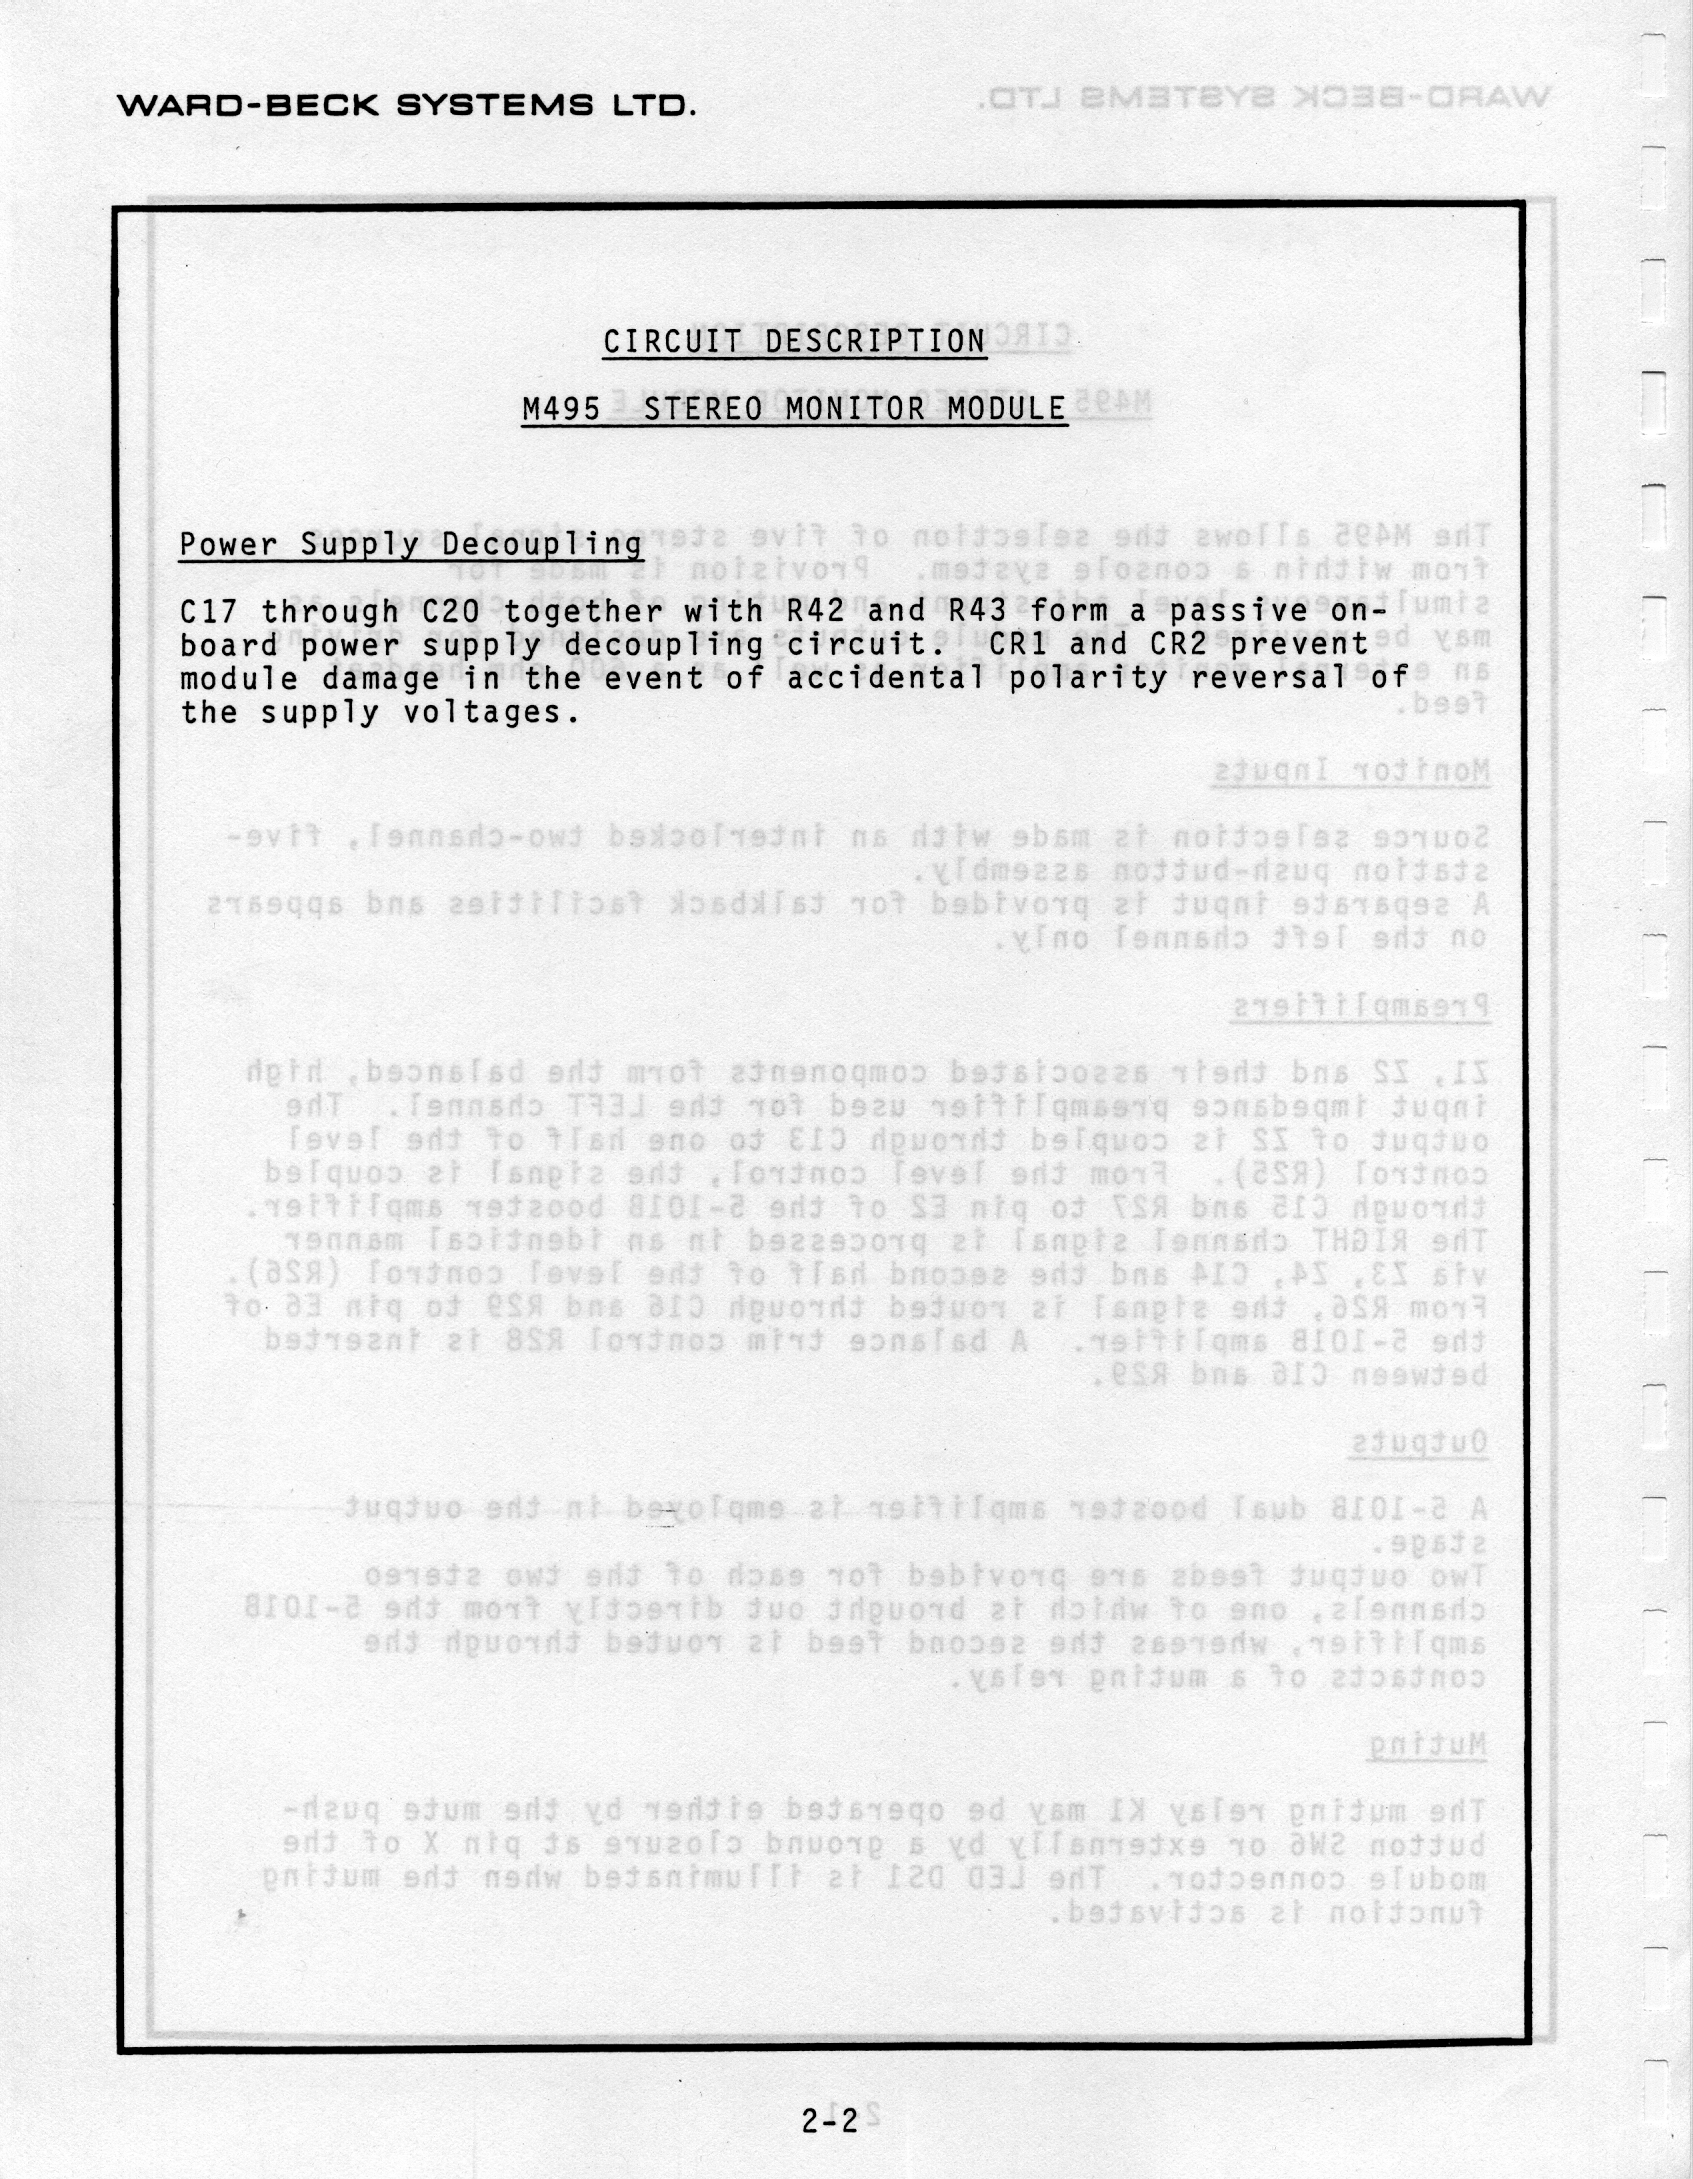 WARD-BECK SYSTEMS LTD.
CIRCUIT DESCRIPTION
M495 STEREO MONITOR MODULE
Power Supply Decoupling
C17 through C20 together with R42 and R43 form a passive on-
board power supply decoupling circuit. CR1 and CR2 prevent
module damage in the event of accidental polarity reversal of
the supply voltages.
2-2